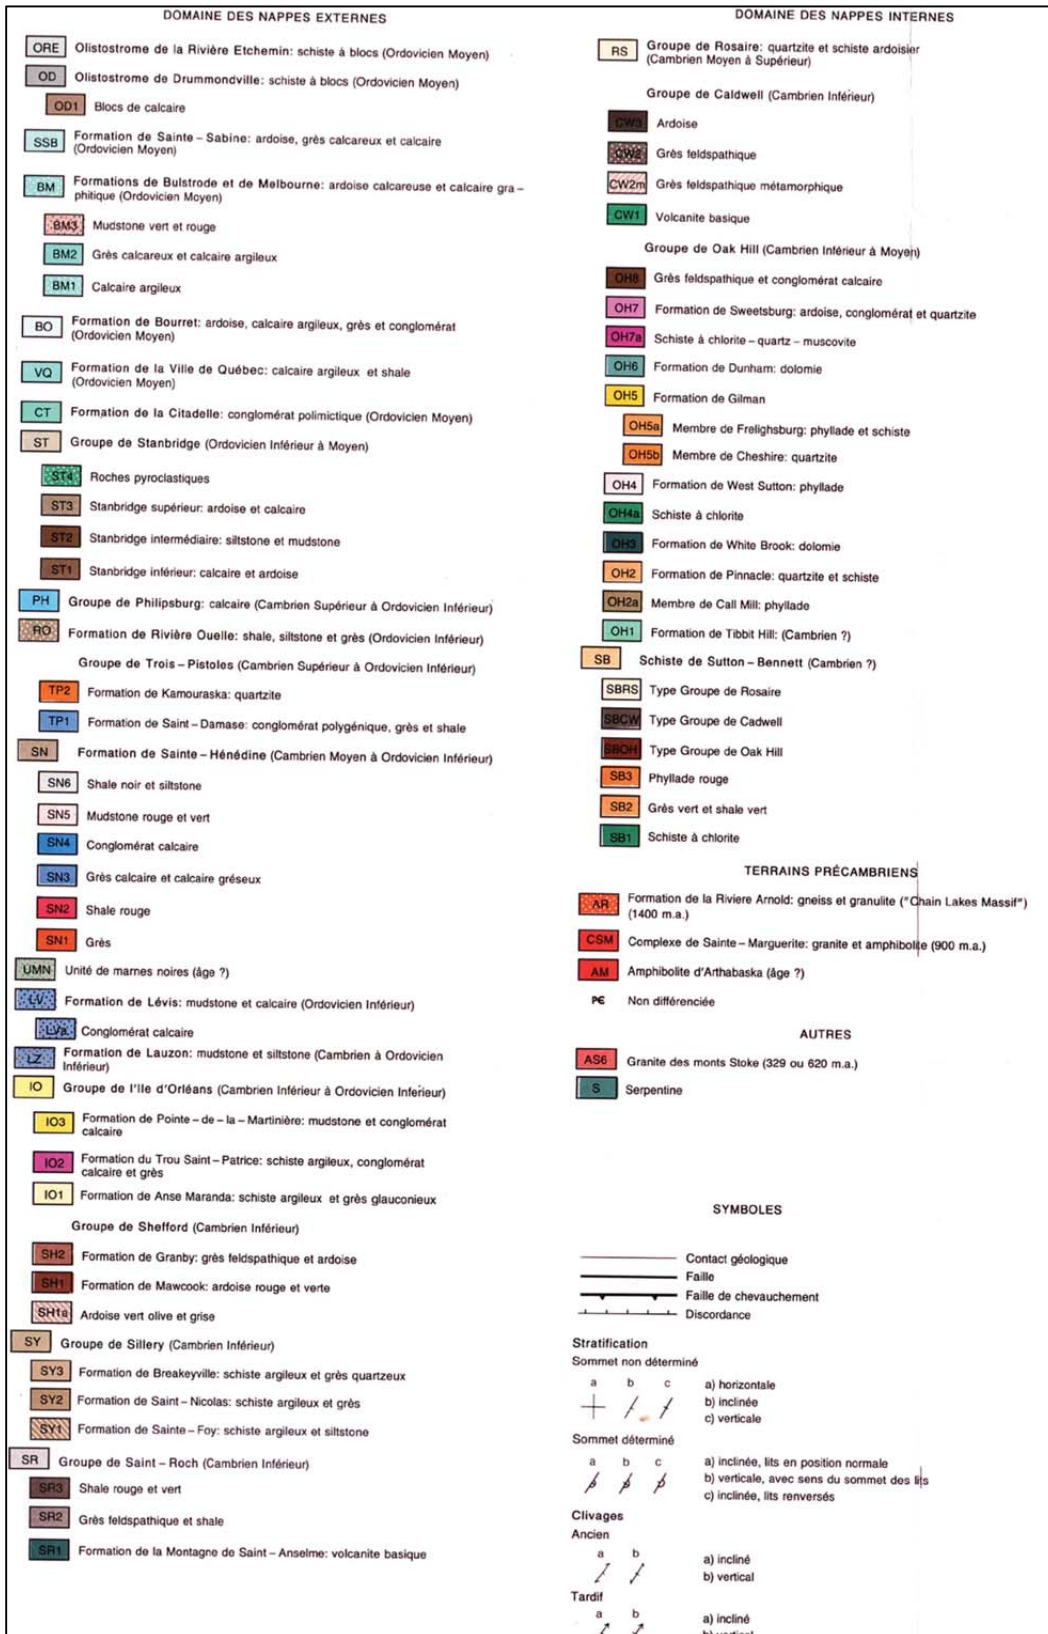 DOMAINE DES NAPPES EXTERNES
ORE Olistostrome de la Rivière Etchemin: schiste à blocs (Ordovicien Moyen)
OD Olistostrome de Drummondville: schiste à blocs (Ordovicien Moyen)
OD1 Blocs de calcaire
SSB Formation de Sainte–Sabine: ardoise, grès calcareux et calcaire
(Ordovicien Moyen)
BM Formations de Bulstrode et de Melbourne: ardoise calcareuse et calcaire gra–
phitique (Ordovicien Moyen)
BM3 Mudstone vert et rouge
BM2 Grès calcareux et calcaire argileux
BM1 Calcaire argileux
BO Formation de Bourret: ardoise, calcaire argileux, grès et conglomérat
(Ordovicien Moyen)
VQ Formation de la Ville de Québec: calcaire argileux et shale
(Ordovicien Moyen)
CT Formation de la Citadelle: conglomérat polimictique (Ordovicien Moyen)
ST Groupe de Stanbridge (Ordovicien Inférieur à Moyen)
ST4 Roches pyroclastiques
ST3 Stanbridge supérieur: ardoise et calcaire
ST2 Stanbridge intermédiaire: siltstone et mudstone
ST1 Stanbridge inférieur: calcaire et ardoise
PH Groupe de Philipsburg: calcaire (Cambrien Supérieur à Ordovicien Inférieur)
RO Formation de Rivière Ouelle: shale, siltstone et grès (Ordovicien Inférieur)
Groupe de Trois–Pistoles (Cambrien Supérieur à Ordovicien Inférieur)
TP2 Formation de Kamouraska: quartzite
TP1 Formation de Saint–Damase: conglomérat polygénique, grès et shale
SN Formation de Sainte–Hénédine (Cambrien Moyen à Ordovicien Inférieur)
SN6 Shale noir et siltstone
SN5 Mudstone rouge et vert
SN4 Conglomérat calcaire
SN3 Grès calcaire et calcaire gréseux
SN2 Shale rouge
SN1 Grès
UMN Unité de marnes noires (âge ?)
LV Formation de Lévis: mudstone et calcaire (Ordovicien Inférieur)
LVa Conglomérat calcaire
LZ Formation de Lauzon: mudstone et siltstone (Cambrien à Ordovicien
Inférieur)
IO Groupe de l'Ile d'Orléans (Cambrien Inférieur à Ordovicien Inférieur)
IO3 Formation de Pointe–de–la–Martinière: mudstone et conglomérat
calcaire
IO2 Formation du Trou Saint–Patrice: schiste argileux, conglomérat
calcaire et grès
IO1 Formation de Anse Maranda: schiste argileux et grès glauconieux
Groupe de Shefford (Cambrien Inférieur)
SH2 Formation de Granby: grès feldspathique et ardoise
SH1 Formation de Mawcook: ardoise rouge et verte
SH1a Ardoise vert olive et grise
SY Groupe de Sillery (Cambrien Inférieur)
SY3 Formation de Breakeyville: schiste argileux et grès quartzeux
SY2 Formation de Saint–Nicolas: schiste argileux et grès
SY1 Formation de Sainte–Foy: schiste argileux et siltstone
SR Groupe de Saint–Roch (Cambrien Inférieur)
SR3 Shale rouge et vert
SR2 Grès feldspathique et shale
SR1 Formation de la Montagne de Saint–Anselme: volcanite basique
DOMAINE DES NAPPES INTERNES
RS Groupe de Rosaire: quartzite et schiste ardoisier
(Cambrien Moyen à Supérieur)
Groupe de Caldwell (Cambrien Inférieur)
CW3 Ardoise
CW2 Grès feldspathique
CW2m Grès feldspathique métamorphique
CW1 Volcanite basique
Groupe de Oak Hill (Cambrien Inférieur à Moyen)
OH8 Grès feldspathique et conglomérat calcaire
OH7 Formation de Sweetsburg: ardoise, conglomérat et quartzite
OH7a Schiste à chlorite–quartz–muscovite
OH6 Formation de Dunham: dolomie
OH5 Formation de Gilman
OH5a Membre de Frelighsburg: phyllade et schiste
OH5b Membre de Cheshire: quartzite
OH4 Formation de West Sutton: phyllade
OH4a Schiste à chlorite
OH3 Formation de White Brook: dolomie
OH2 Formation de Pinnacle: quartzite et schiste
OH2a Membre de Call Mill: phyllade
OH1 Formation de Tibbit Hill: (Cambrien ?)
SB Schiste de Sutton–Bennett (Cambrien ?)
SBRS Type Groupe de Rosaire
SBCW Type Groupe de Cadwell
SBOH Type Groupe de Oak Hill
SB3 Phyllade rouge
SB2 Grès vert et shale vert
SB1 Schiste à chlorite
TERRAINS PRÉCAMBRIENS
AR Formation de la Riviere Arnold: gneiss et granulite ("Chain Lakes Massif")
(1400 m.a.)
CSM Complexe de Sainte–Marguerite: granite et amphibolite (900 m.a.)
AM Amphibolite d'Arthabaska (âge ?)
PЄ Non différenciée
AUTRES
AS6 Granite des monts Stoke (329 ou 620 m.a.)
S Serpentine
SYMBOLES
Contact géologique
Faille
Faille de chevauchement
Discordance
Stratification
Sommet non déterminé
a b c
a) horizontale
b) inclinée
c) verticale
Sommet déterminé
a b c
a) inclinée, lits en position normale
b) verticale, avec sens du sommet des lits
c) inclinée, lits renversés
Clivages
Ancien
a b
a) incliné
b) vertical
Tardif
a b
a) incliné
b) vertical